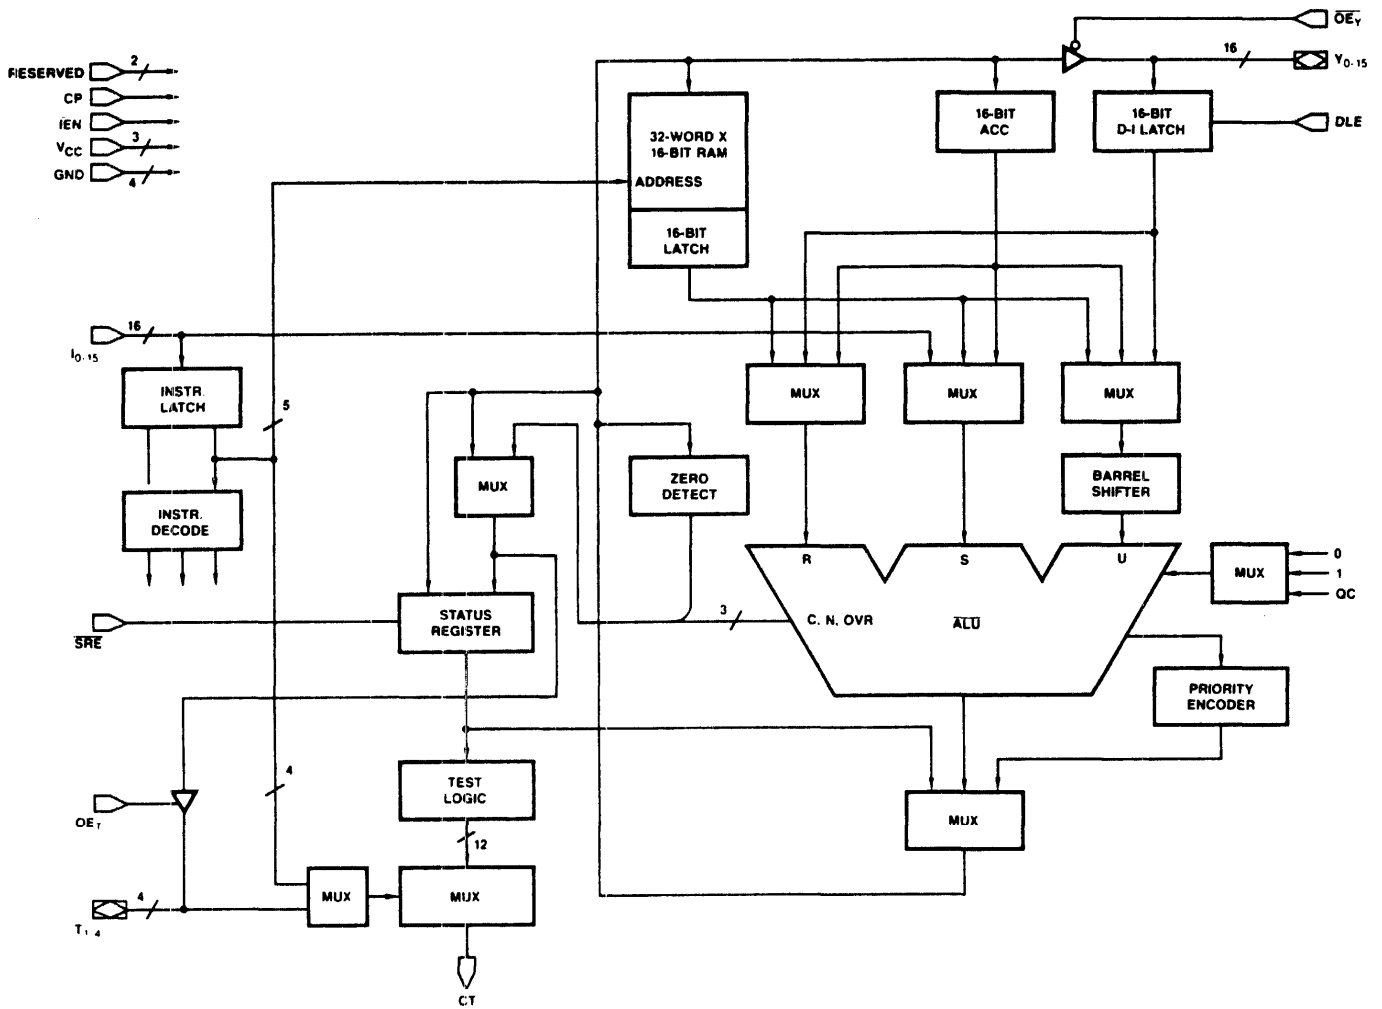 OEY
16
Y0-15
RESERVED
2
CP
IEN
VCC
3
GND
4
32-WORD X
16-BIT RAM
ADDRESS
16-BIT
LATCH
16-BIT
ACC
16-BIT
D-I LATCH
DLE
I0-15
16
INSTR.
LATCH
5
INSTR.
DECODE
MUX
MUX
MUX
MUX
ZERO
DETECT
BARREL
SHIFTER
R
S
U
MUX
0
1
QC
SRE
STATUS
REGISTER
3
C. N. OVR
ALU
PRIORITY
ENCODER
4
TEST
LOGIC
12
OET
MUX
T1-4
4
MUX
MUX
CT